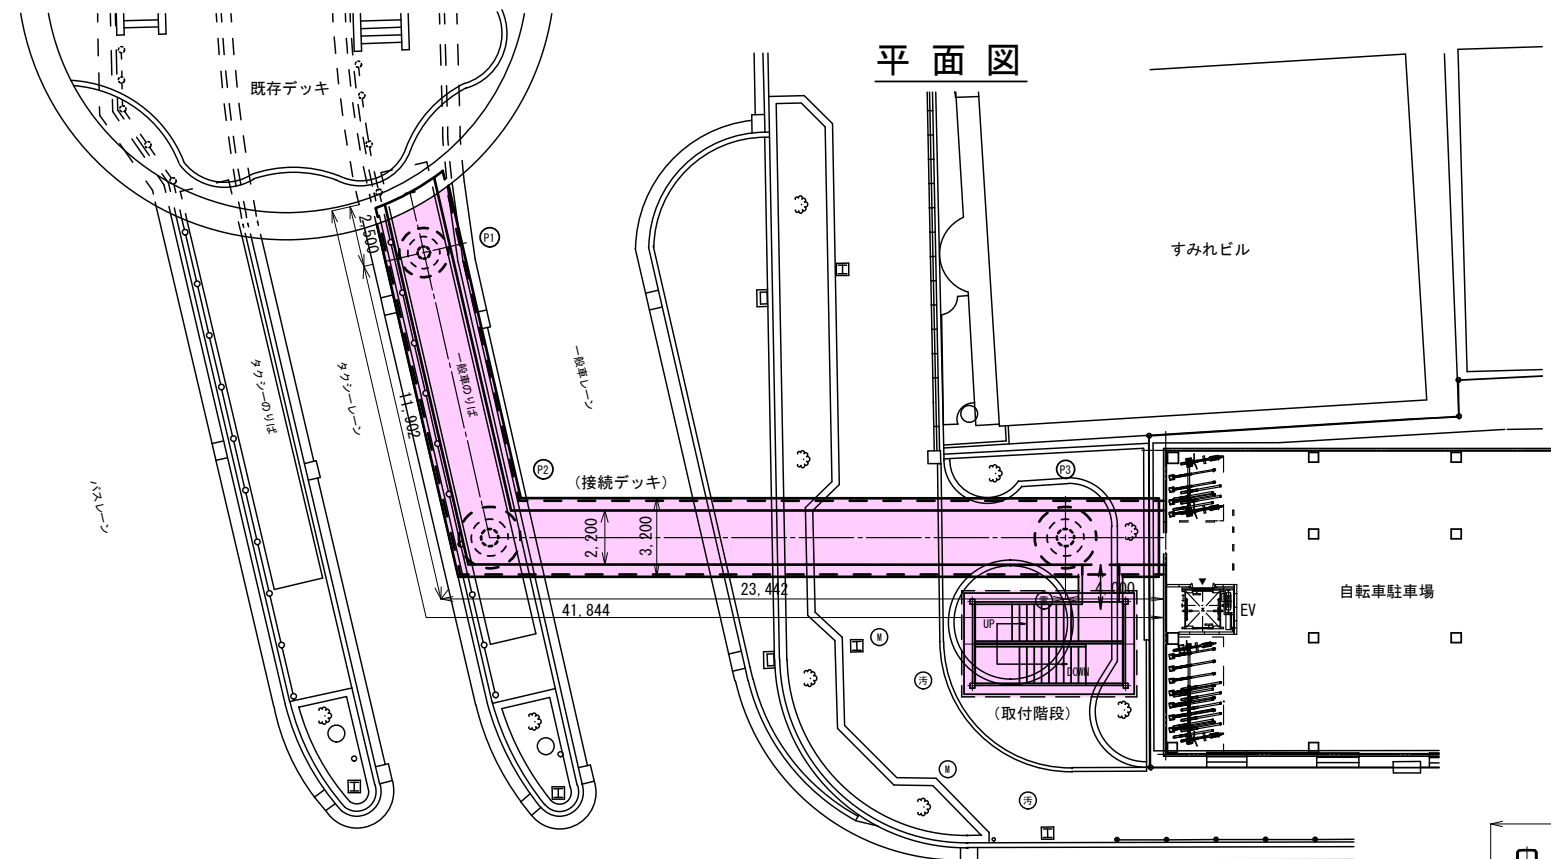 平面図
既存デッキ
2,500
P1
すみれビル
タクシーのりば
タクシーレーン
一般車のりば
一般車レーン
11,902
バスレーン
P2
(接続デッキ)
P3
2,200
3,200
23,442
41,844
自転車駐車場
EV
UP
DOWN
M
汚
(取付階段)
M
汚